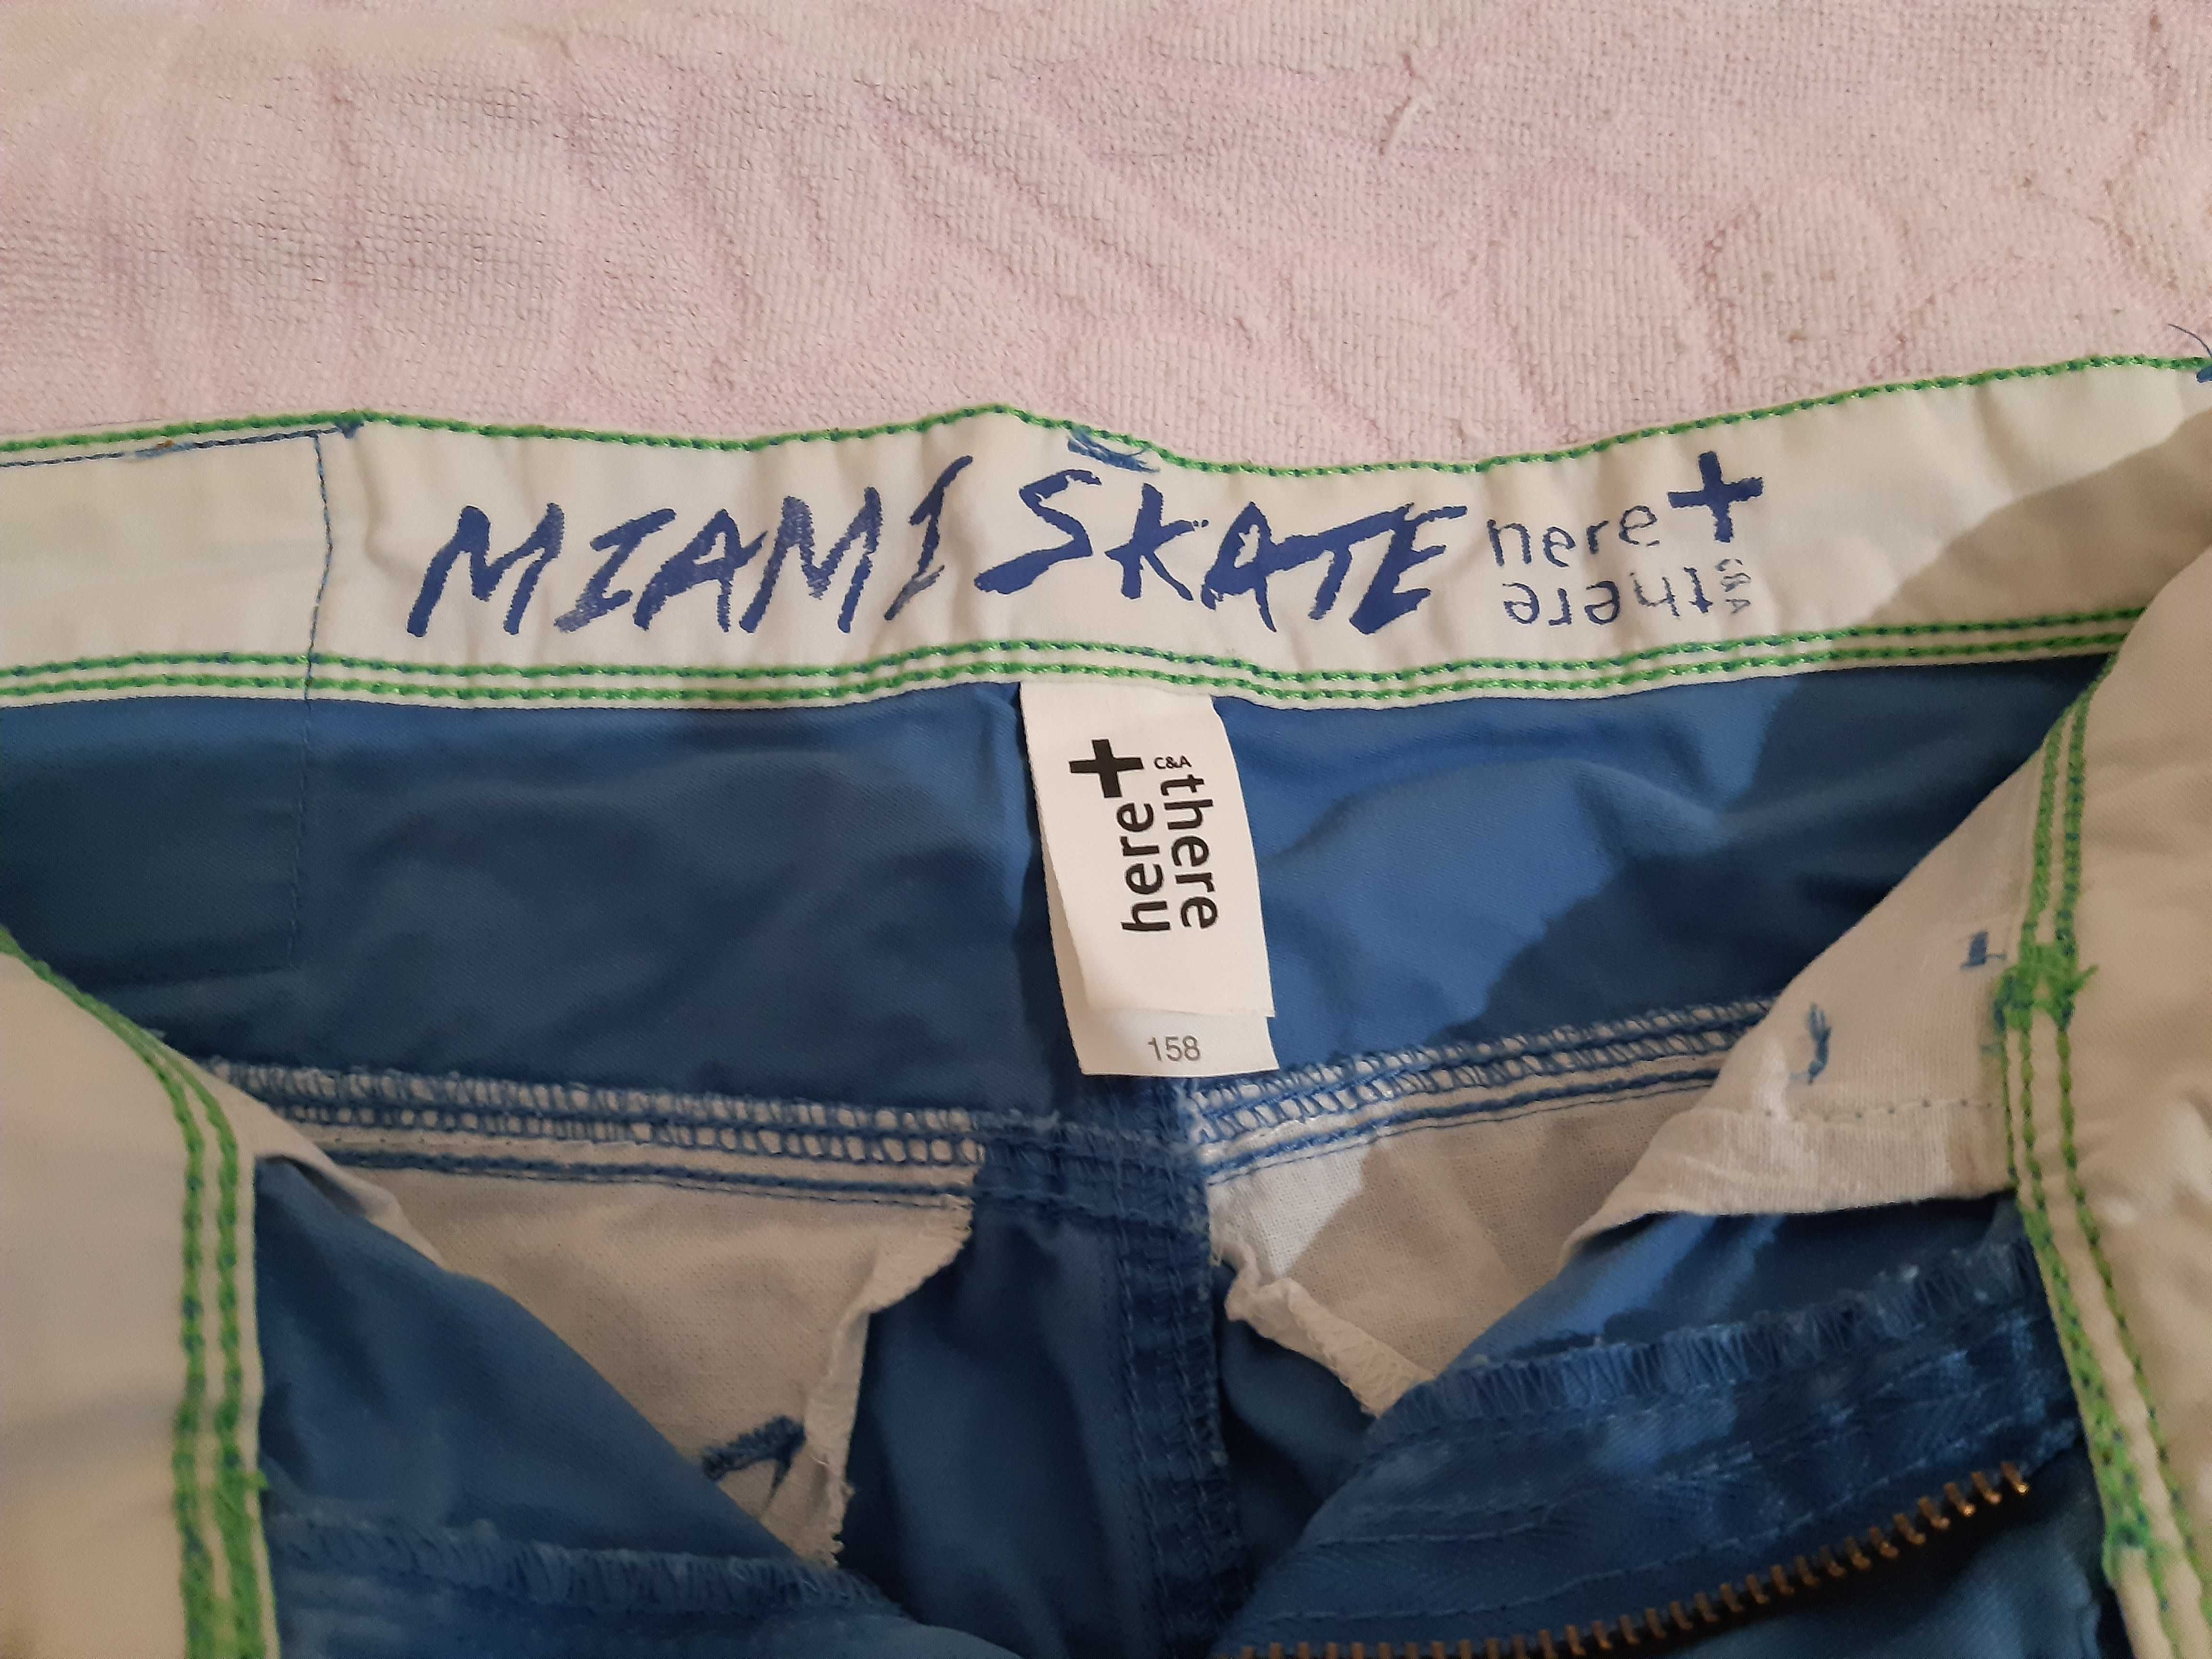 MIAMI SKATE
here+
there
C&A
here+
there
C&A
158